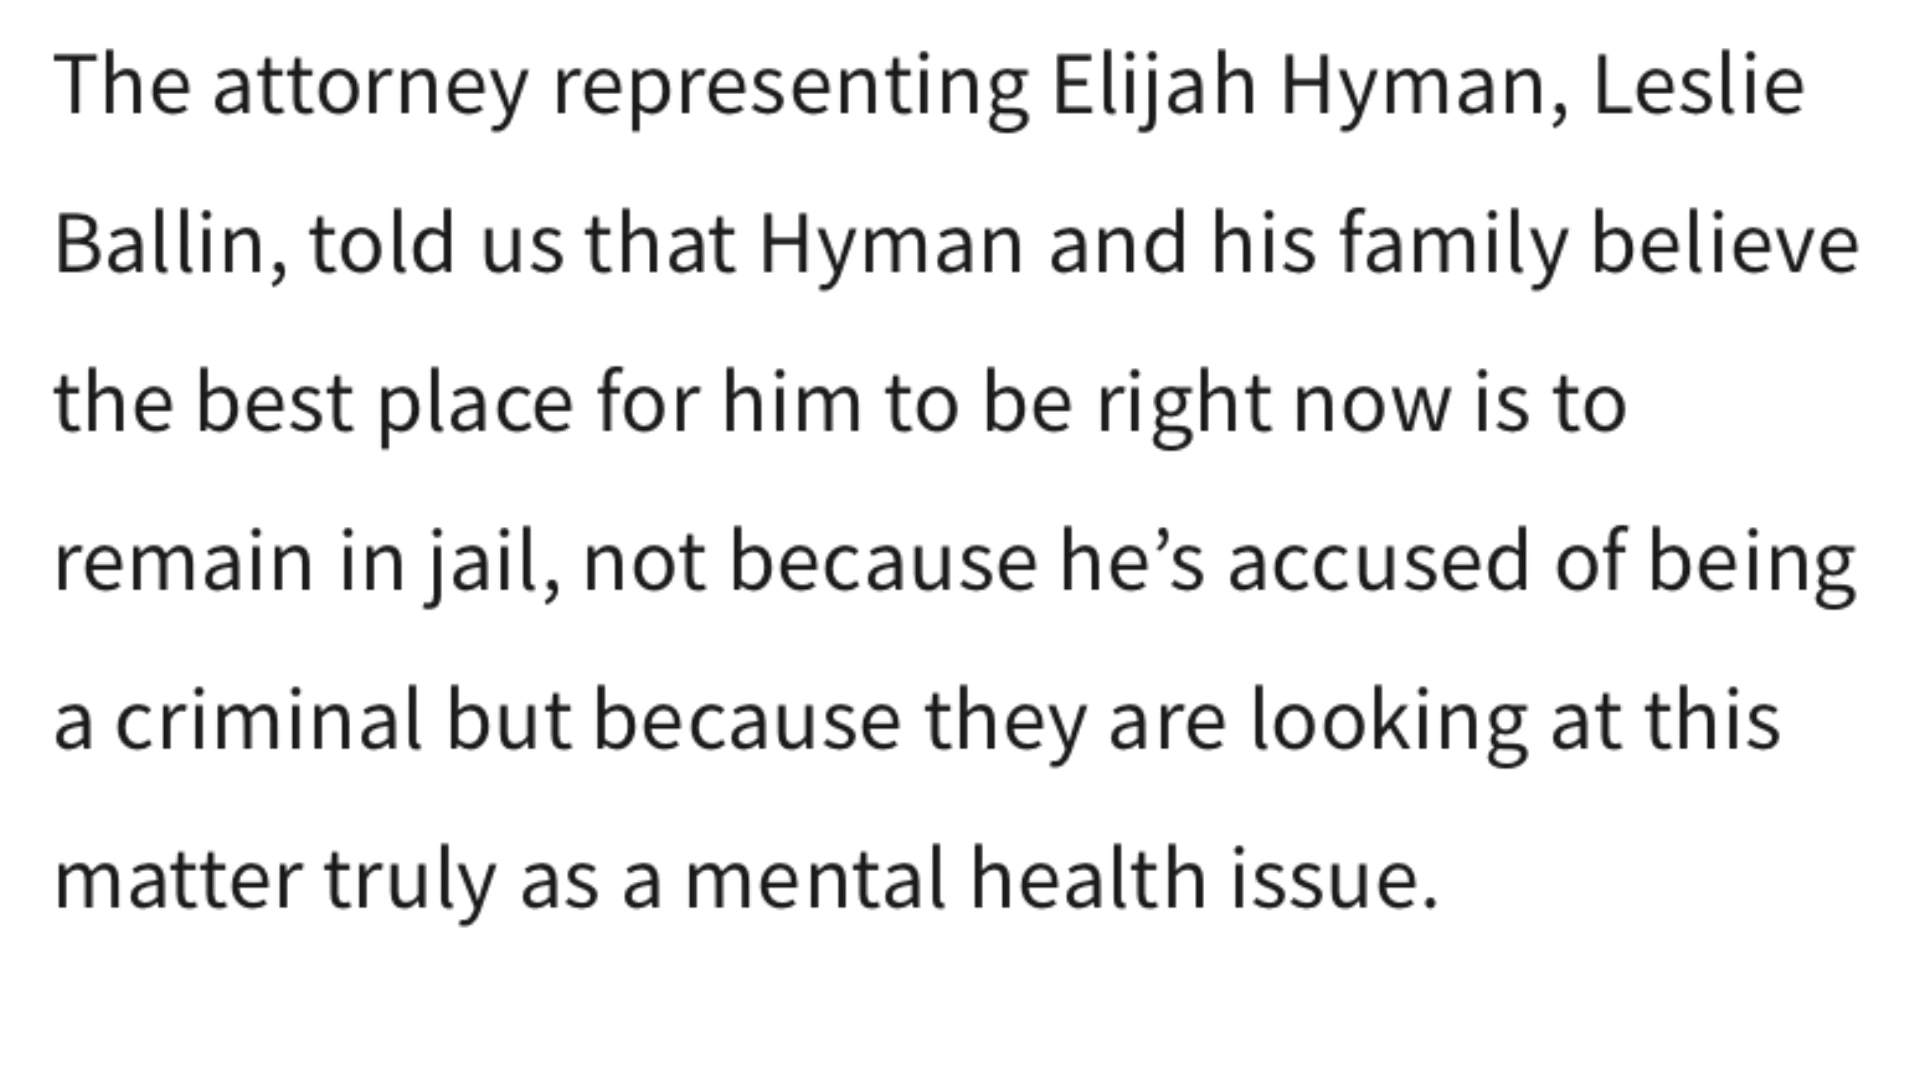 The attorney representing Elijah Hyman, Leslie
Ballin, told us that Hyman and his family believe
the best place for him to be right now is to
remain in jail, not because he’s accused of being
a criminal but because they are looking at this
matter truly as a mental health issue.